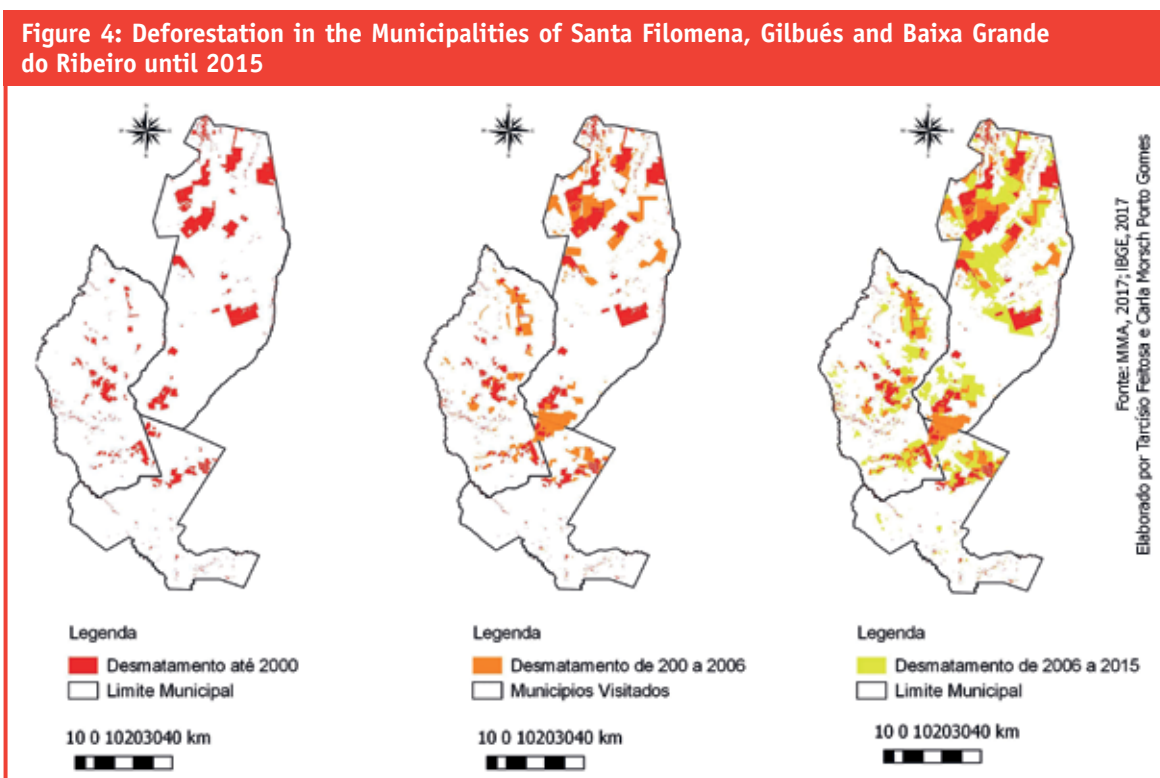 Figure 4: Deforestation in the Municipalities of Santa Filomena, Gilbués and Baixa Grande
do Ribeiro until 2015
Legenda
Desmatamento até 2000
Limite Municipal
10 0 10203040 km
Legenda
Desmatamento de 200 a 2006
Municipios Visitados
10 0 10203040 km
Legenda
Desmatamento de 2006 a 2015
Limite Municipal
10 0 10203040 km
Fonte: MMA, 2017; IBGE, 2017
Elaborado por Tarcísio Feitosa e Carla Morsch Porto Gomes